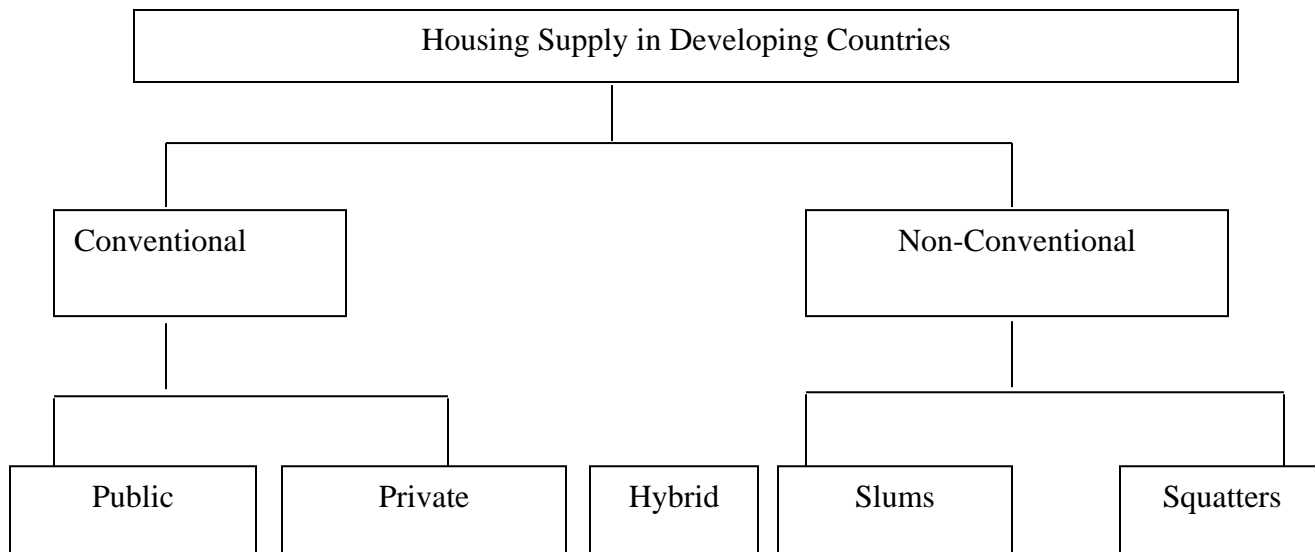 Housing Supply in Developing Countries
Conventional
Non-Conventional
Public
Private
Hybrid
Slums
Squatters